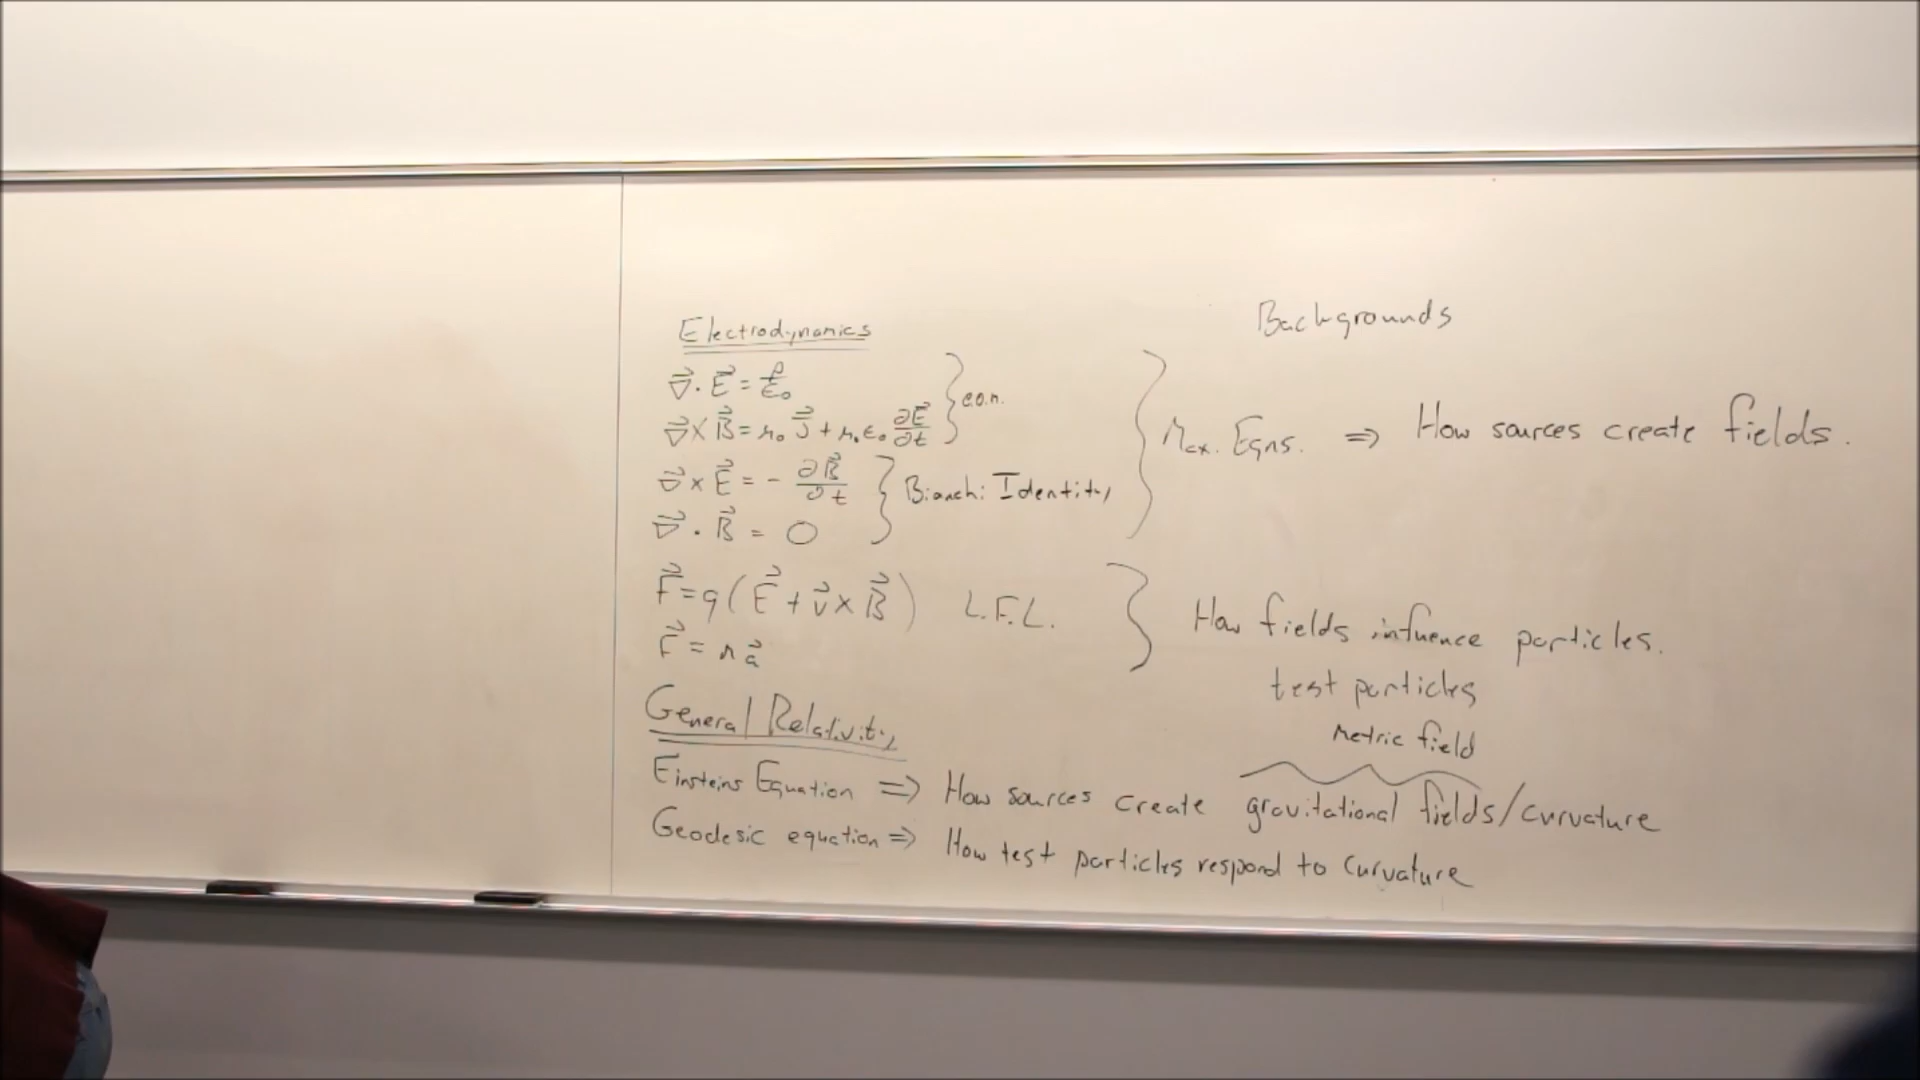 Backgrounds
Electrodynamics
∇⃗ · E⃗ = ρ/ε₀
∇⃗ × B⃗ = μ₀ J⃗ + μ₀ ε₀ ∂E⃗/∂t } e.o.m.
∇⃗ × E⃗ = - ∂B⃗/∂t
∇⃗ · B⃗ = 0 } Bianchi Identity
} Max. Eqns. ⇒ How sources create fields.
F⃗ = q ( E⃗ + v⃗ × B⃗ ) L.F.L.
F⃗ = m a⃗
} How fields influence particles.
test particles
General Relativity
metric field
Einsteins Equation ⇒ How sources create gravitational fields/curvature
Geodesic equation ⇒ How test particles respond to curvature